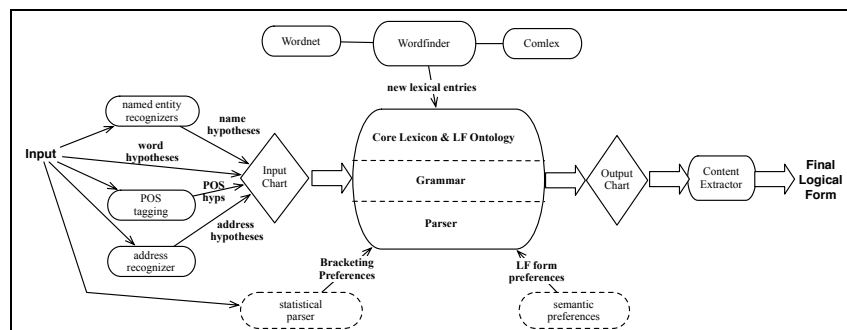 Wordnet
Wordfinder
Comlex
new lexical entries
named entity
recognizers
name
hypotheses
Input
word
hypotheses
POS
hyps
POS
tagging
address
hypotheses
address
recognizer
Input
Chart
Core Lexicon & LF Ontology
Grammar
Parser
Output
Chart
Content
Extractor
Final
Logical
Form
Bracketing
Preferences
LF form
preferences
statistical
parser
semantic
preferences